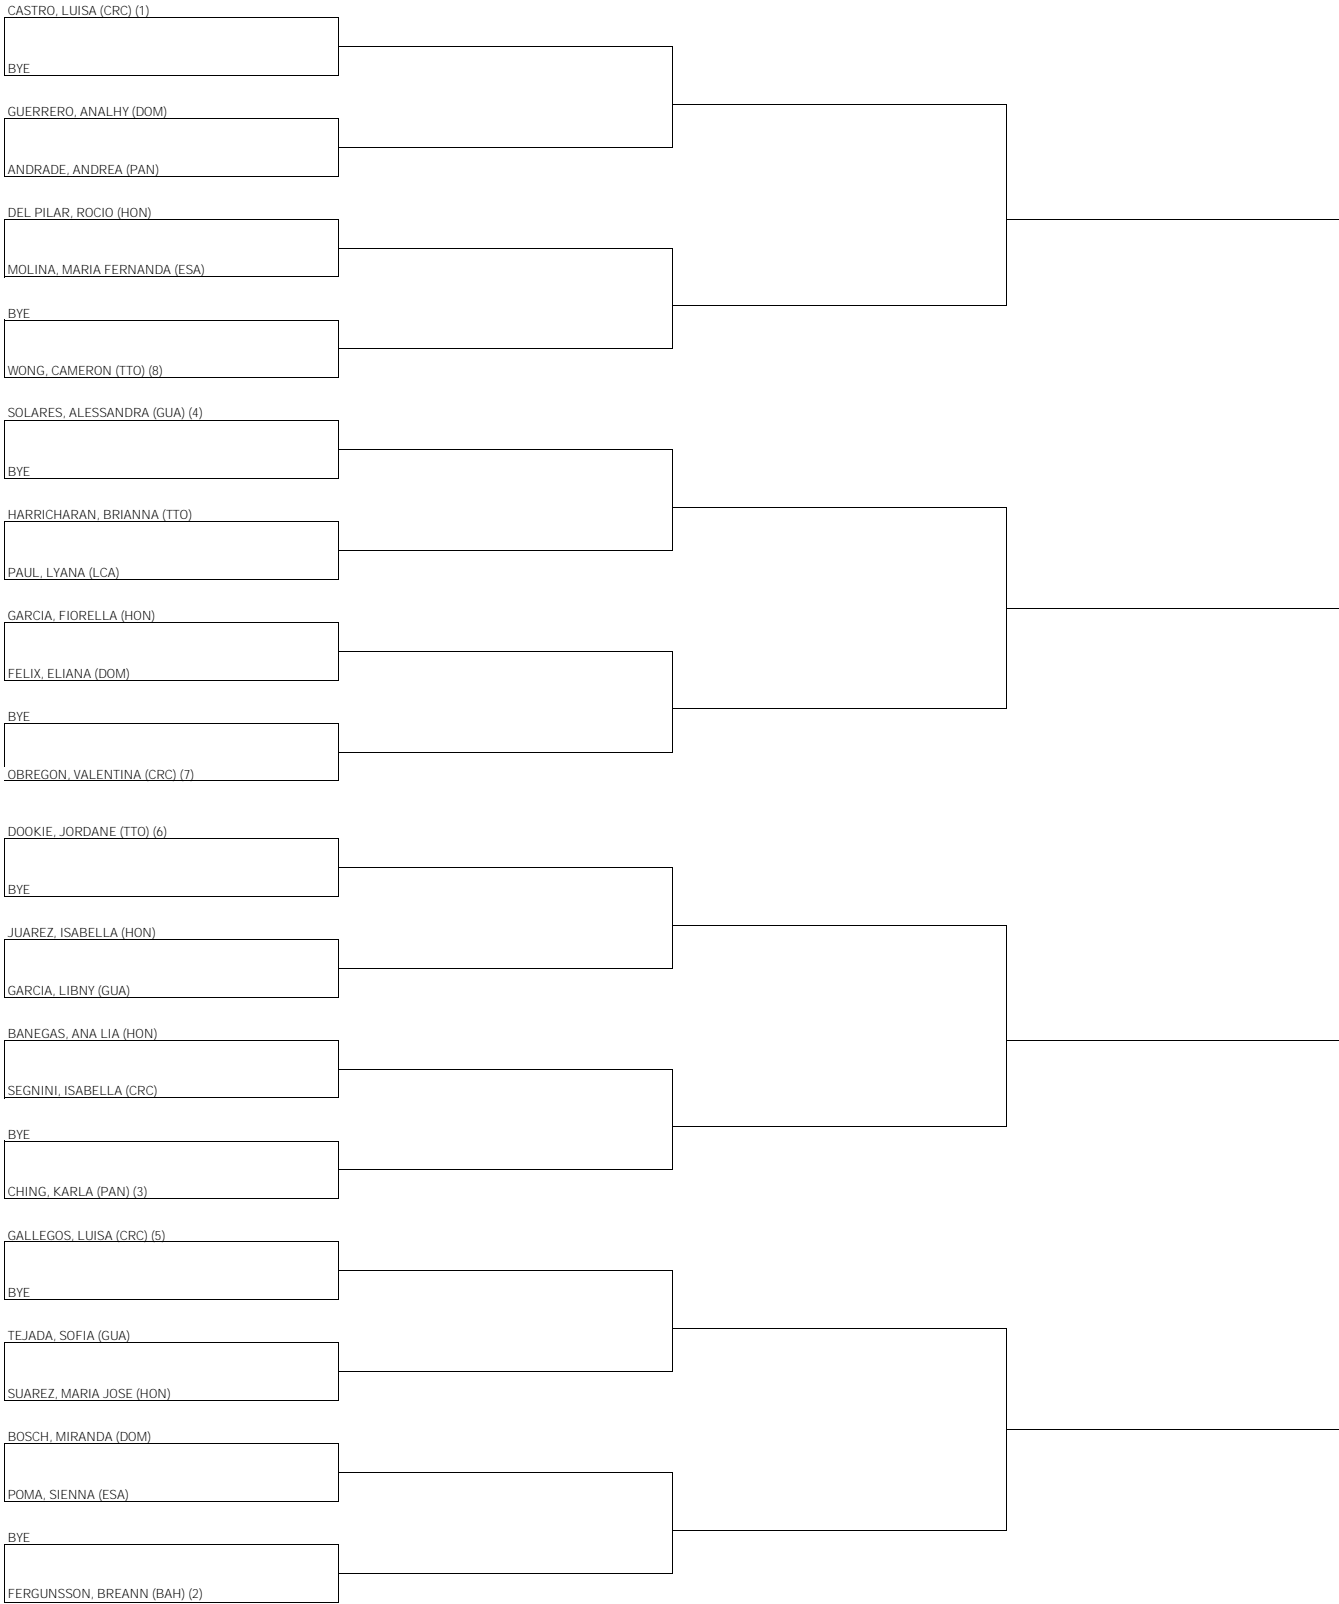 CASTRO, LUISA (CRC) (1)
BYE
GUERRERO, ANALHY (DOM)
ANDRADE, ANDREA (PAN)
DEL PILAR, ROCIO (HON)
MOLINA, MARIA FERNANDA (ESA)
BYE
WONG, CAMERON (TTO) (8)
SOLARES, ALESSANDRA (GUA) (4)
BYE
HARRICHARAN, BRIANNA (TTO)
PAUL, LYANA (LCA)
GARCIA, FIORELLA (HON)
FELIX, ELIANA (DOM)
BYE
OBREGON, VALENTINA (CRC) (7)
DOOKIE, JORDANE (TTO) (6)
BYE
JUAREZ, ISABELLA (HON)
GARCIA, LIBNY (GUA)
BANEGAS, ANA LIA (HON)
SEGNINI, ISABELLA (CRC)
BYE
CHING, KARLA (PAN) (3)
GALLEGOS, LUISA (CRC) (5)
BYE
TEJADA, SOFIA (GUA)
SUAREZ, MARIA JOSE (HON)
BOSCH, MIRANDA (DOM)
POMA, SIENNA (ESA)
BYE
FERGUNSSON, BREANN (BAH) (2)